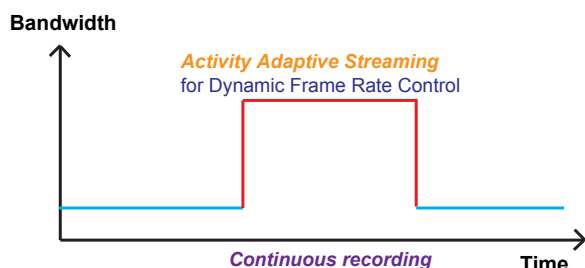 Bandwidth
Activity Adaptive Streaming
for Dynamic Frame Rate Control
Continuous recording
Time